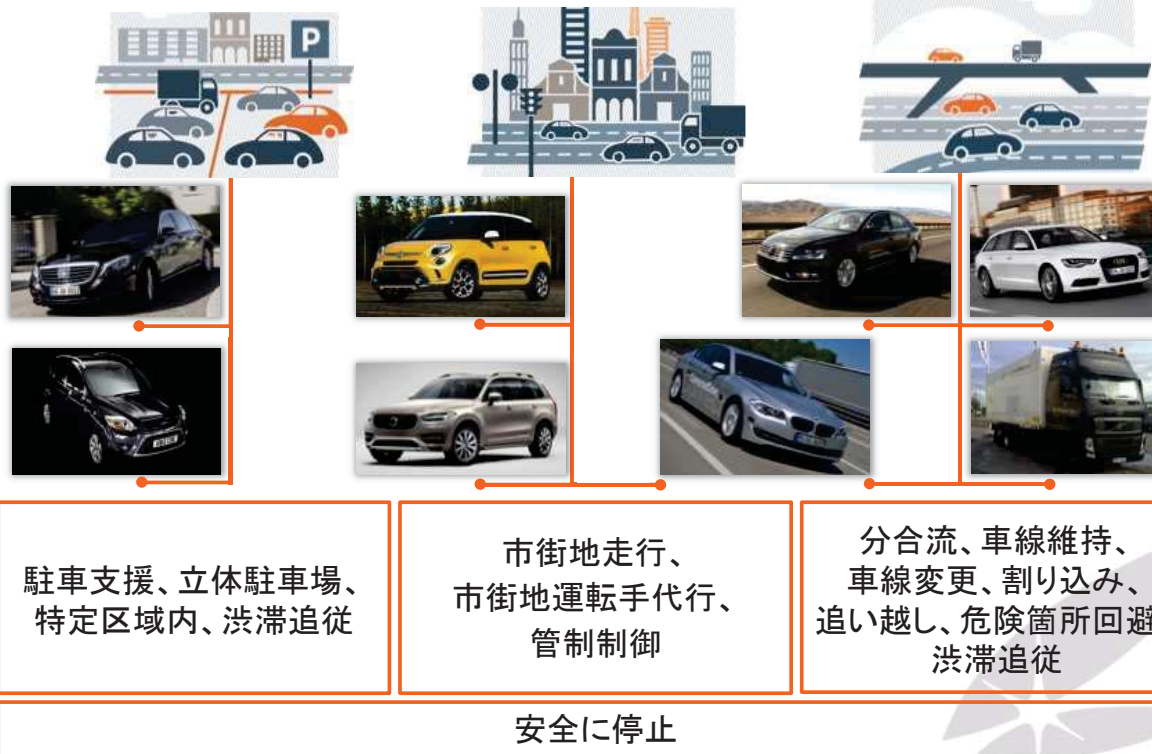 P
駐車支援、立体駐車場、
特定区域内、渋滞追従
市街地走行、
市街地運転手代行、
管制制御
分合流、車線維持、
車線変更、割り込み、
追い越し、危険箇所回避
渋滞追従
安全に停止